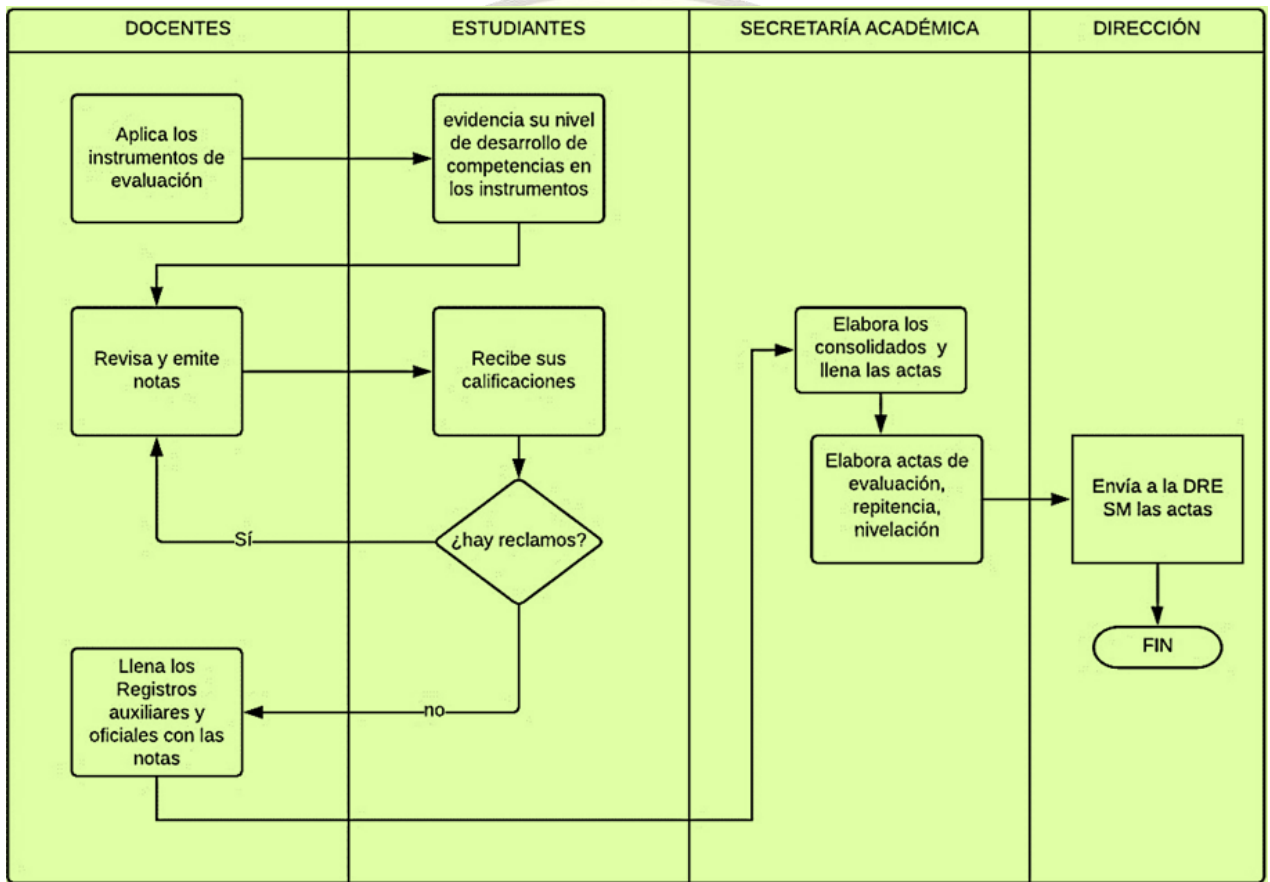 DOCENTES
ESTUDIANTES
SECRETARÍA ACADÉMICA
DIRECCIÓN
Aplica los
instrumentos de
evaluación
evidencia su nivel
de desarrollo de
competencias en
los instrumentos
Revisa y emite
notas
Recibe sus
calificaciones
¿hay reclamos?
Sí
no
Llena los
Registros
auxiliares y
oficiales con las
notas
Elabora los
consolidados y
llena las actas
Elabora actas de
evaluación,
repitencia,
nivelación
Envía a la DRE
SM las actas
FIN